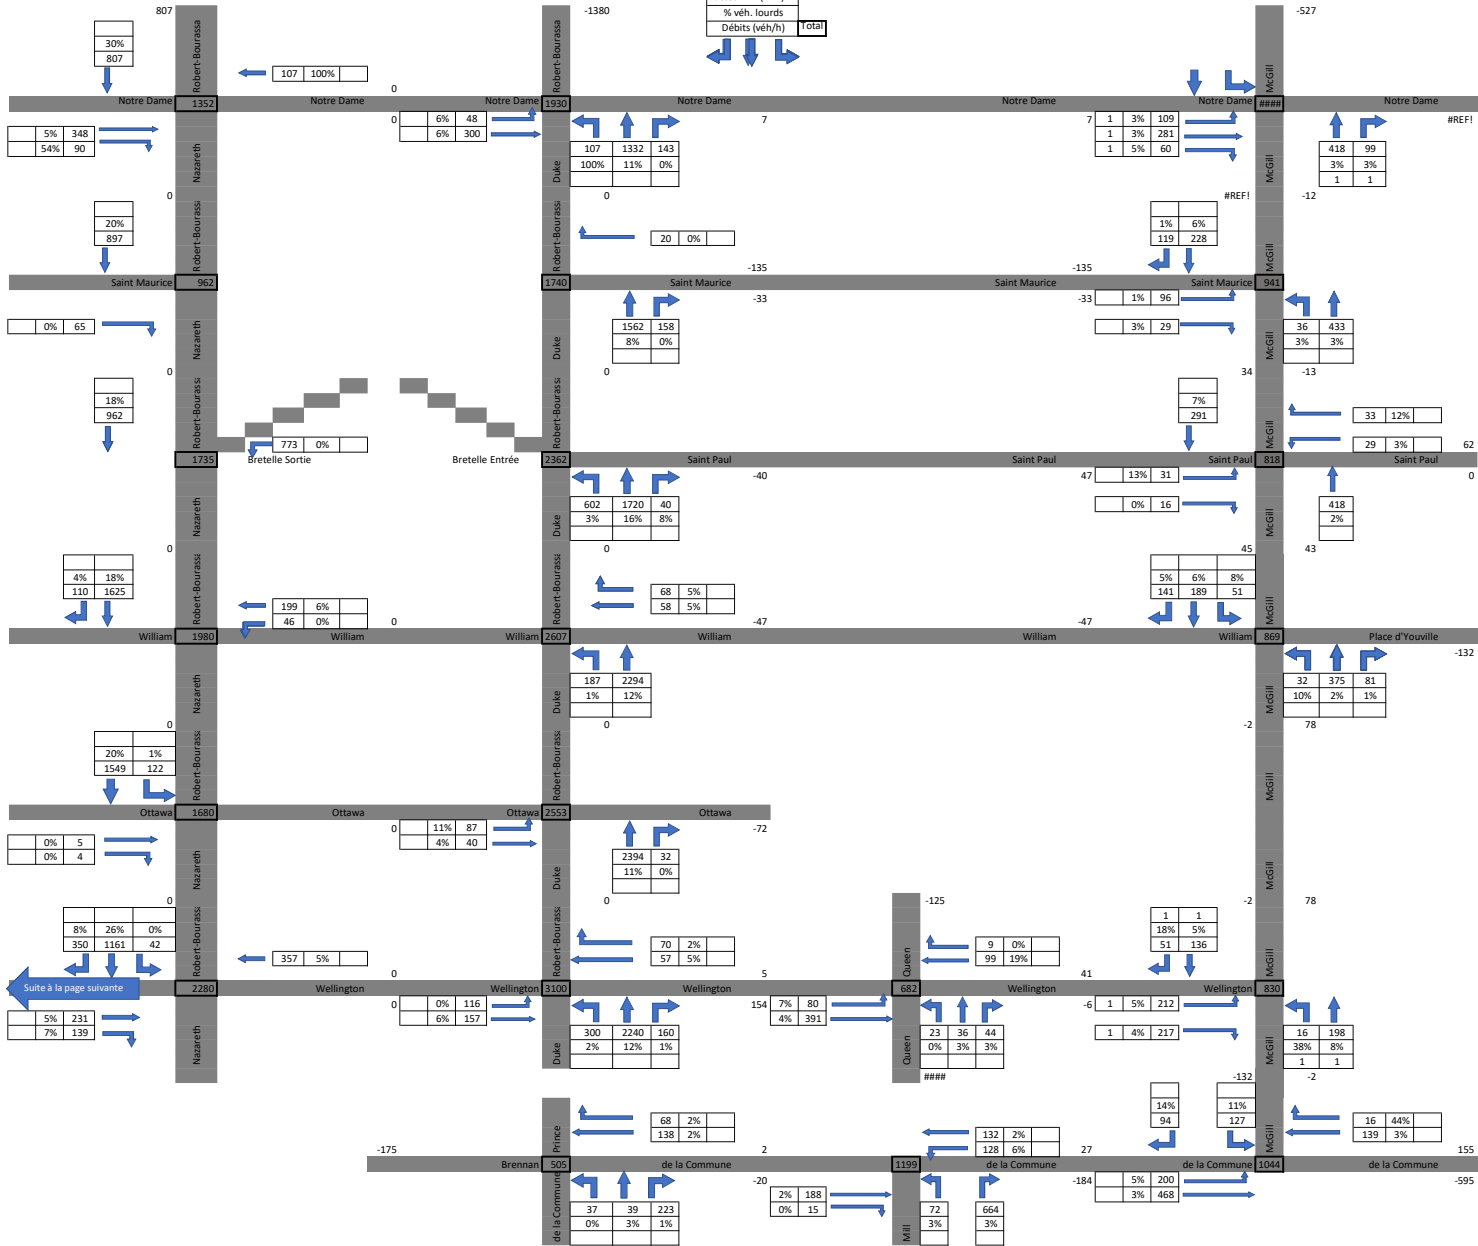 807
-1380
-527
% véh. lourds
Débits (véh/h) Total
Robert-Bourassa
Robert-Bourassa
McGill
30%
807
107 100%
0
Notre Dame 1352 Notre Dame Notre Dame 1930 Notre Dame Notre Dame Notre Dame #### Notre Dame
5% 348
54% 90
0
6% 48
6% 300
7
7
1 3% 109
1 3% 281
1 5% 60
#REF!
107 1332 143
100% 11% 0%
418 99
3% 3%
1 1
Nazareth
Duke
McGill
0
0
#REF!
-12
20%
897
Robert-Bourassa
Robert-Bourassa
20 0%
1% 6%
119 228
McGill
-135
-135
Saint Maurice 962 1740 Saint Maurice Saint Maurice Saint Maurice 941
0% 65
-33
-33
1% 96
3% 29
1562 158
8% 0%
36 433
3% 3%
Nazareth
Duke
McGill
0
0
34
-13
18%
962
Robert-Bourassa
Robert-Bourassa
7%
291
McGill
33 12%
29 3%
62
773 0%
1735 Bretelle Sortie Bretelle Entrée 2362 Saint Paul Saint Paul Saint Paul 818 Saint Paul
-40
47
13% 31
0% 16
0
602 1720 40
3% 16% 8%
418
2%
Nazareth
Duke
McGill
0
0
45
43
4% 18%
110 1625
Robert-Bourassa
Robert-Bourassa
199 6%
46 0%
0
68 5%
58 5%
5% 6% 8%
141 189 51
McGill
-47
-47
William 1980 William William 2607 William William William 869 Place d'Youville
-132
187 2294
1% 12%
32 375 81
10% 2% 1%
Nazareth
Duke
McGill
0
0
-2
78
20% 1%
1549 122
Robert-Bourassa
Robert-Bourassa
McGill
Ottawa 1680 Ottawa Ottawa 2553 Ottawa
0% 5
0% 4
0
11% 87
4% 40
-72
2394 32
11% 0%
Nazareth
Duke
McGill
0
0
-125
-2
78
8% 26% 0%
350 1161 42
Robert-Bourassa
Robert-Bourassa
Queen
McGill
357 5%
0
70 2%
57 5%
5
9 0%
99 19%
41
1 1
18% 5%
51 136
Suite à la page suivante 2280 Wellington Wellington 3100 Wellington 682 Wellington Wellington 830
5% 231
7% 139
0
0% 116
6% 157
154
7% 80
4% 391
-6
1 5% 212
1 4% 217
300 2240 160
2% 12% 1%
23 36 44
0% 3% 3%
16 198
38% 8%
1 1
Nazareth
Duke
Queen
McGill
####
-132
-2
14%
94
11%
127
Prince
McGill
68 2%
138 2%
132 2%
128 6%
16 44%
139 3%
-175
2
27
155
Brennan 505 de la Commune 1199 de la Commune de la Commune 1044 de la Commune
-20
2% 188
0% 15
-184
5% 200
3% 468
-595
37 39 223
0% 3% 1%
72
3%
664
3%
de la Commune
Mill